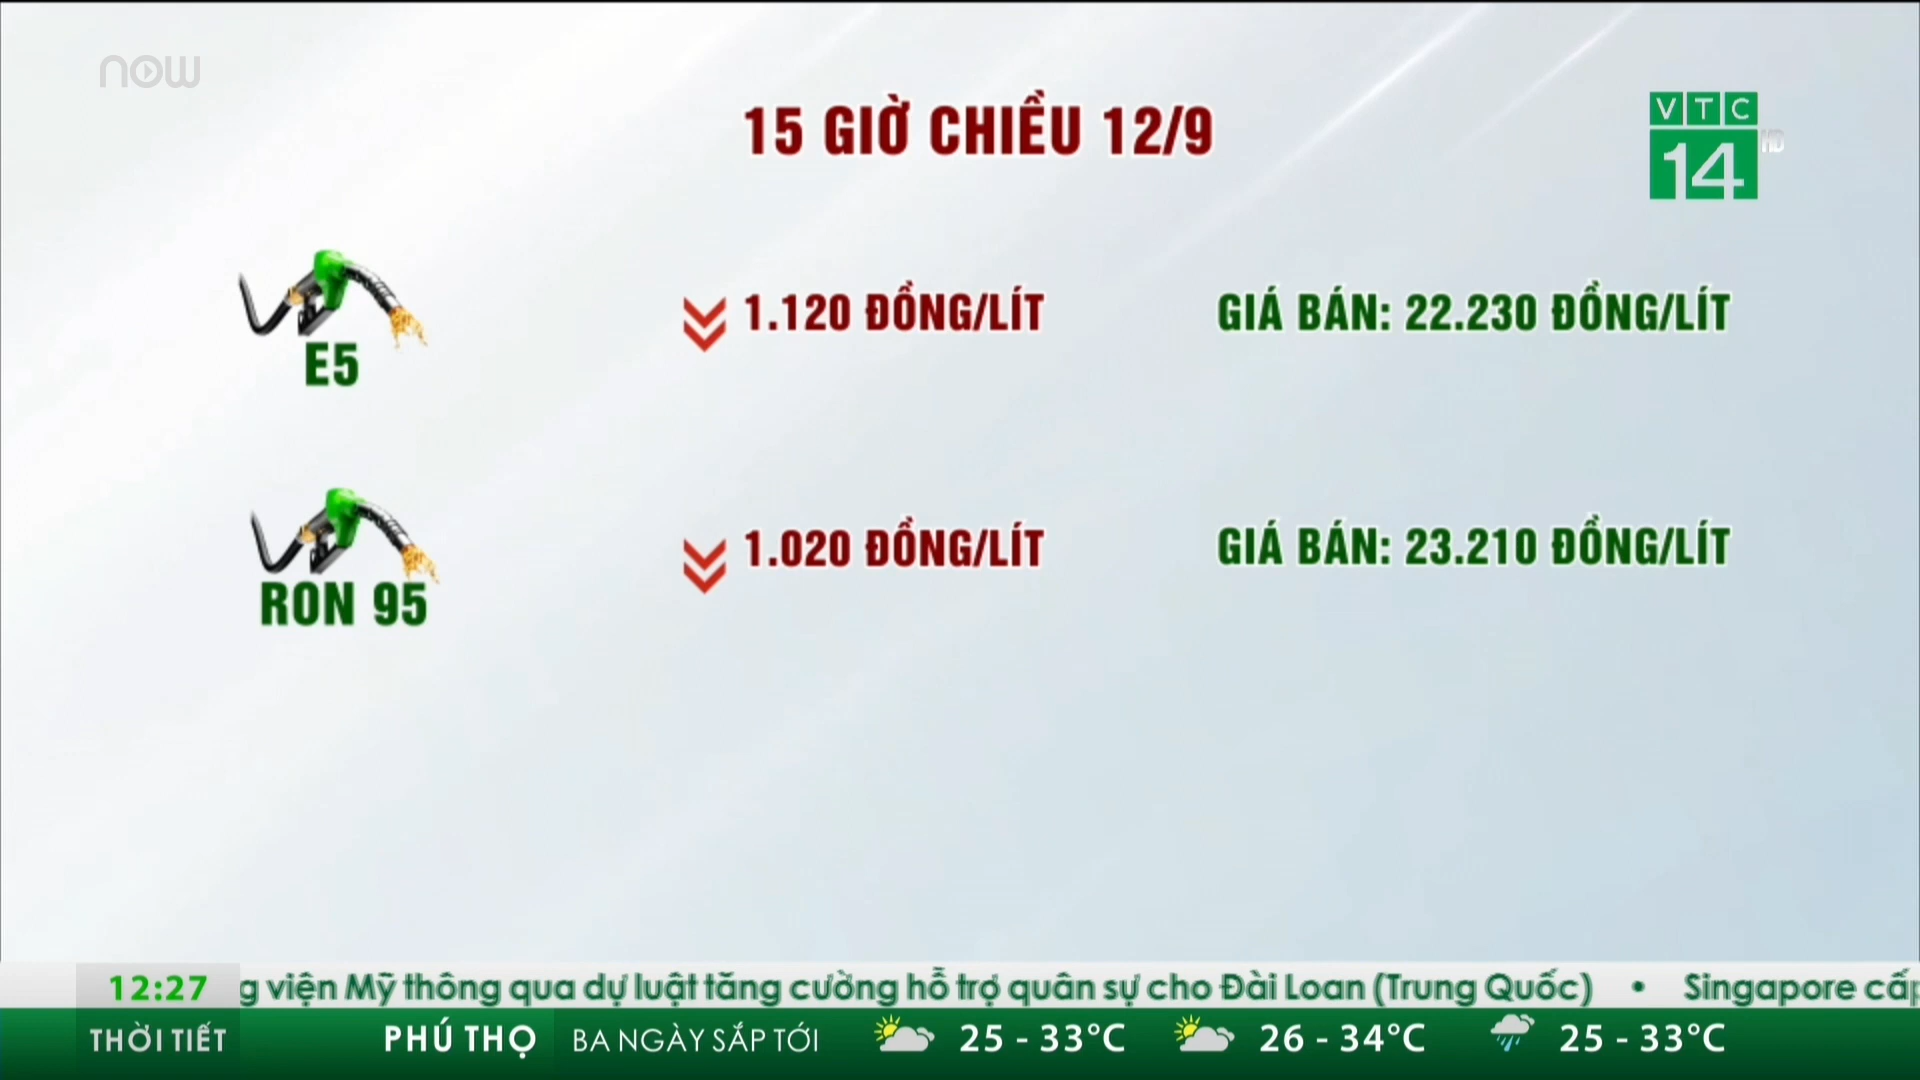 now
15 GIỜ CHIỀU 12/9
VTC
14
HD
E5
1.120 ĐỒNG/LÍT
GIÁ BÁN: 22.230 ĐỒNG/LÍT
RON 95
1.020 ĐỒNG/LÍT
GIÁ BÁN: 23.210 ĐỒNG/LÍT
12:27
g viện Mỹ thông qua dự luật tăng cường hỗ trợ quân sự cho Đài Loan (Trung Quốc) • Singapore cấp
THỜI TIẾT
PHÚ THỌ BA NGÀY SẮP TỚI 25 - 33°C 26 - 34°C 25 - 33°C